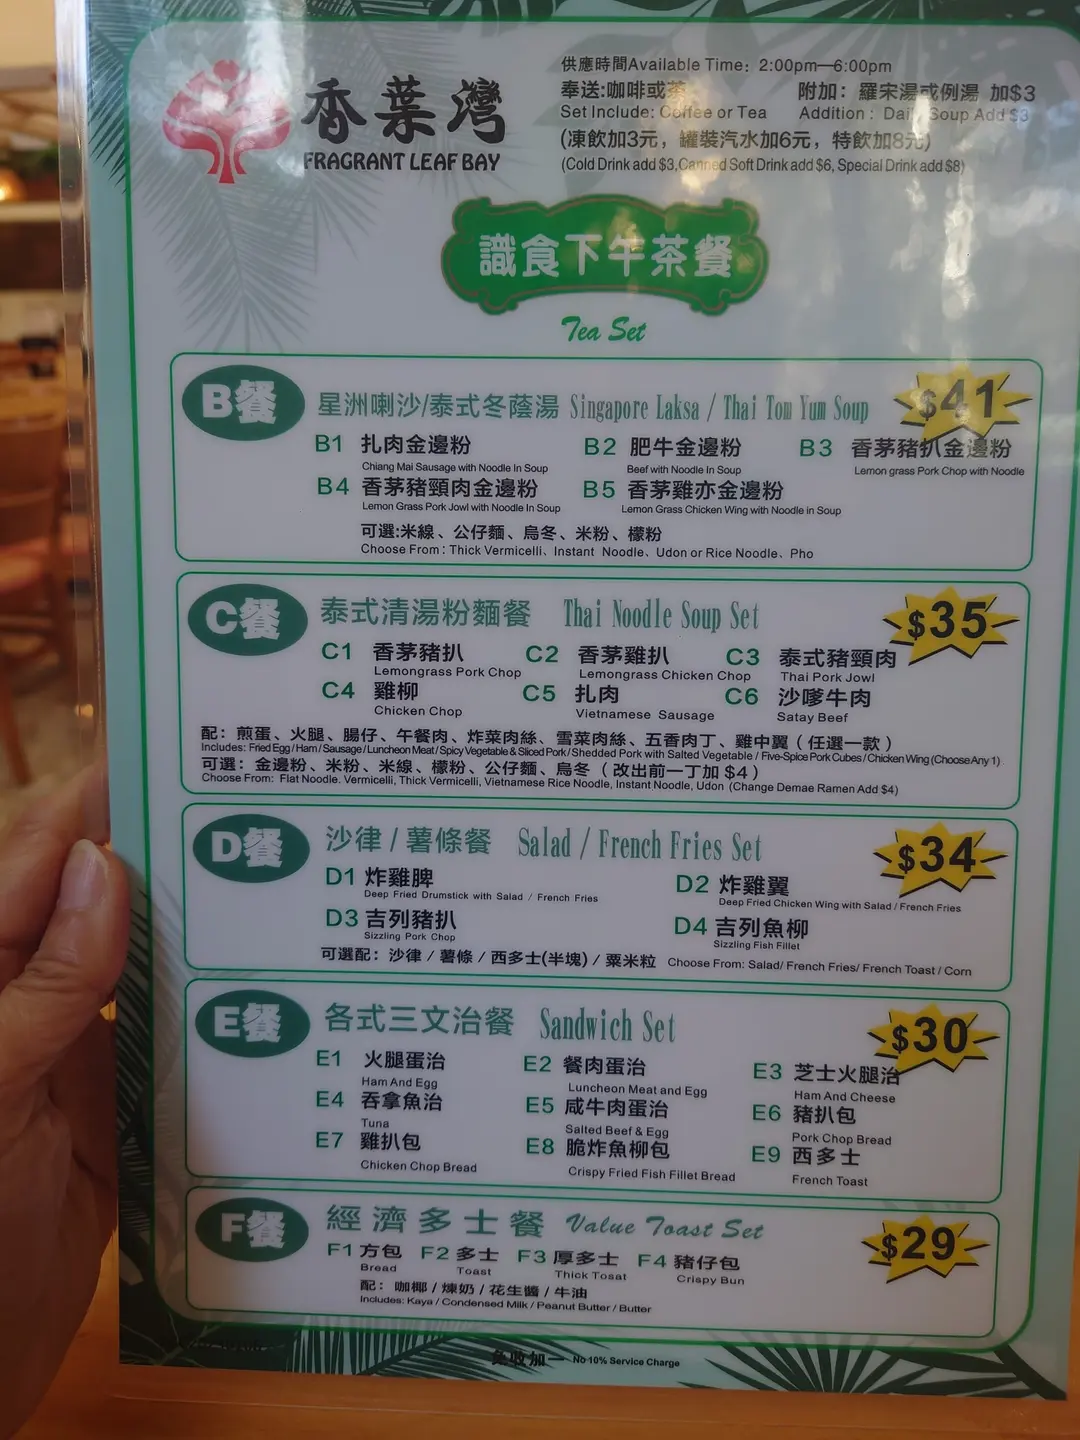 香葉灣
FRAGRANT LEAF BAY
供應時間Available Time: 2:00pm—6:00pm
奉送:咖啡或茶 附加：羅宋湯或例湯 加$3
Set Include: Coffee or Tea Addition : Daily Soup Add $3
(凍飲加3元，罐裝汽水加6元，特飲加8元)
(Cold Drink add $3,Canned Soft Drink add $6, Special Drink add $8)
識食下午茶餐
Tea Set
B餐 星洲喇沙/泰式冬蔭湯 Singapore Laksa / Thai Tom Yum Soup $41
B1 扎肉金邊粉 B2 肥牛金邊粉 B3 香茅豬扒金邊粉
Chiang Mai Sausage with Noodle In Soup Beef with Noodle In Soup Lemon grass Pork Chop with Noodle
B4 香茅豬頸肉金邊粉 B5 香茅雞亦金邊粉
Lemon Grass Pork Jowl with Noodle In Soup Lemon Grass Chicken Wing with Noodle in Soup
可選:米線、公仔麵、烏冬、米粉、檬粉
Choose From : Thick Vermicelli、Instant Noodle、Udon or Rice Noodle、Pho
C餐 泰式清湯粉麵餐 Thai Noodle Soup Set $35
C1 香茅豬扒 C2 香茅雞扒 C3 泰式豬頸肉
Lemongrass Pork Chop Lemongrass Chicken Chop Thai Pork Jowl
C4 雞柳 C5 扎肉 C6 沙嗲牛肉
Chicken Chop Vietnamese Sausage Satay Beef
配：煎蛋、火腿、腸仔、午餐肉、炸菜肉絲、雪菜肉絲、五香肉丁、雞中翼（任選一款）
Includes: Fried Egg / Ham / Sausage / Luncheon Meat / Spicy Vegetable & Sliced Pork / Shedded Pork with Salted Vegetable / Five-Spice Pork Cubes / Chicken Wing (Choose Any 1)
可選：金邊粉、米粉、米線、檬粉、公仔麵、烏冬（改出前一丁加 $4）
Choose From: Flat Noodle. Vermicelli, Thick Vermicelli, Vietnamese Rice Noodle, Instant Noodle, Udon (Change Demae Ramen Add $4)
D餐 沙律 / 薯條餐 Salad / French Fries Set $34
D1 炸雞脾 D2 炸雞翼
Deep Fried Drumstick with Salad / French Fries Deep Fried Chicken Wing with Salad / French Fries
D3 吉列豬扒 D4 吉列魚柳
Sizzling Pork Chop Sizzling Fish Fillet
可選配：沙律 / 薯條 / 西多士(半塊) / 粟米粒 Choose From: Salad/ French Fries/ French Toast / Corn
E餐 各式三文治餐 Sandwich Set $30
E1 火腿蛋治 E2 餐肉蛋治 E3 芝士火腿治
Ham And Egg Luncheon Meat and Egg Ham And Cheese
E4 吞拿魚治 E5 咸牛肉蛋治 E6 豬扒包
Tuna Salted Beef & Egg Pork Chop Bread
E7 雞扒包 E8 脆炸魚柳包 E9 西多士
Chicken Chop Bread Crispy Fried Fish Fillet Bread French Toast
F餐 經濟多士餐 Value Toast Set $29
F1 方包 F2 多士 F3 厚多士 F4 豬仔包
Bread Toast Thick Tosat Crispy Bun
配：咖椰 / 煉奶 / 花生醬 / 牛油
Includes: Kaya / Condensed Milk / Peanut Butter / Butter
免收加一 No 10% Service Charge